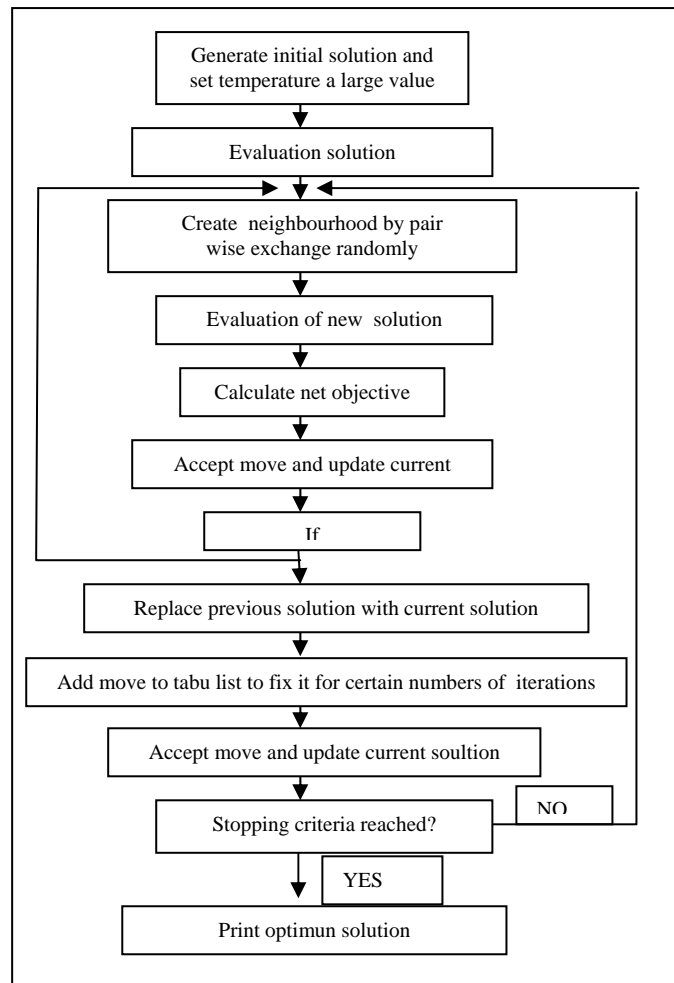 Generate initial solution and
set temperature a large value
Evaluation solution
Create neighbourhood by pair
wise exchange randomly
Evaluation of new solution
Calculate net objective
Accept move and update current
If
Replace previous solution with current solution
Add move to tabu list to fix it for certain numbers of iterations
Accept move and update current soultion
Stopping criteria reached?
NO
YES
Print optimun solution